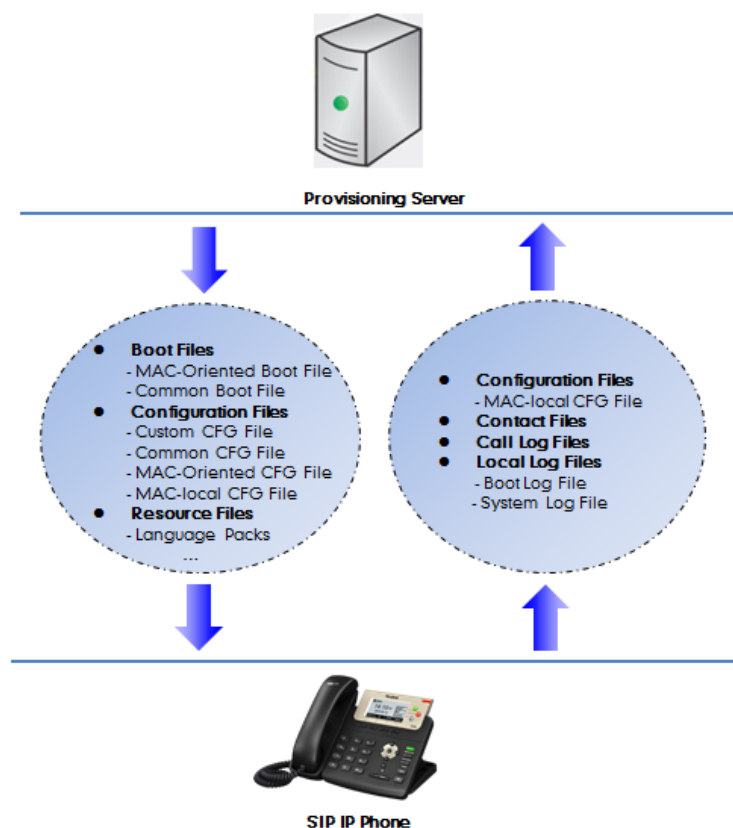 Provisioning Server
● Boot Files
- MAC-Oriented Boot File
- Common Boot File
● Configuration Files
- Custom CFG File
- Common CFG File
- MAC-Oriented CFG File
- MAC-local CFG File
● Resource Files
- Language Packs
...
● Configuration Files
- MAC-local CFG File
● Contact Files
● Call Log Files
● Local Log Files
- Boot Log File
- System Log File
SIP IP Phone